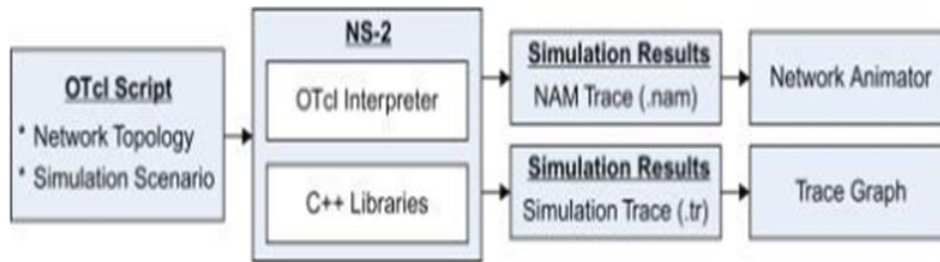 OTcl Script
* Network Topology
* Simulation Scenario
NS-2
OTcl Interpreter
C++ Libraries
Simulation Results
NAM Trace (.nam)
Simulation Results
Simulation Trace (.tr)
Network Animator
Trace Graph